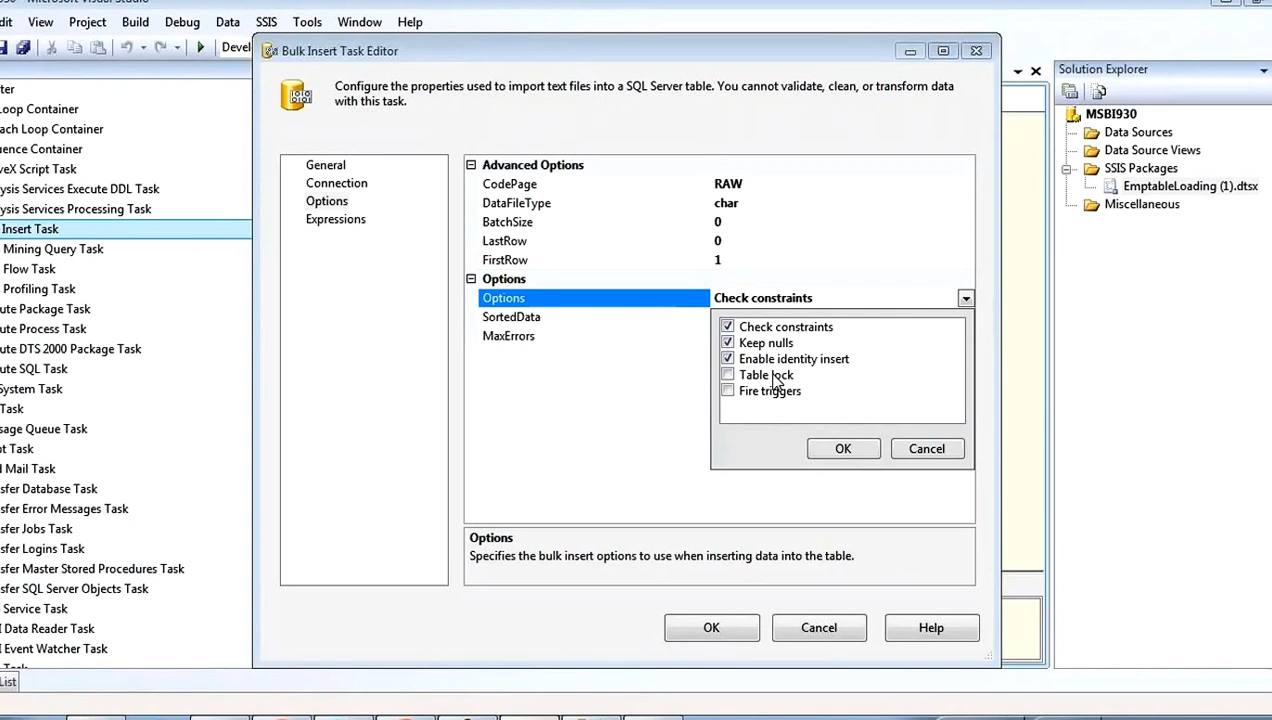 Microsoft Visual Studio
dit View Project Build Debug Data SSIS Tools Window Help
Devel
ter
or Loop Container
ach Loop Container
uence Container
veX Script Task
ysis Services Execute DDL Task
ysis Services Processing Task
Insert Task
Mining Query Task
Flow Task
Profiling Task
ute Package Task
ute Process Task
ute DTS 2000 Package Task
ute SQL Task
System Task
Task
sage Queue Task
pt Task
d Mail Task
sfer Database Task
sfer Error Messages Task
sfer Jobs Task
sfer Logins Task
sfer Master Stored Procedures Task
sfer SQL Server Objects Task
Service Task
I Data Reader Task
I Event Watcher Task
List
Bulk Insert Task Editor
Configure the properties used to import text files into a SQL Server table. You cannot validate, clean, or transform data
with this task.
General
Connection
Options
Expressions
Advanced Options
CodePage RAW
DataFileType char
BatchSize 0
LastRow 0
FirstRow 1
Options
Options Check constraints
SortedData
MaxErrors
Check constraints
Keep nulls
Enable identity insert
Table lock
Fire triggers
OK Cancel
Options
Specifies the bulk insert options to use when inserting data into the table.
OK Cancel Help
Solution Explorer
MSBI930
Data Sources
Data Source Views
SSIS Packages
EmptableLoading (1).dtsx
Miscellaneous